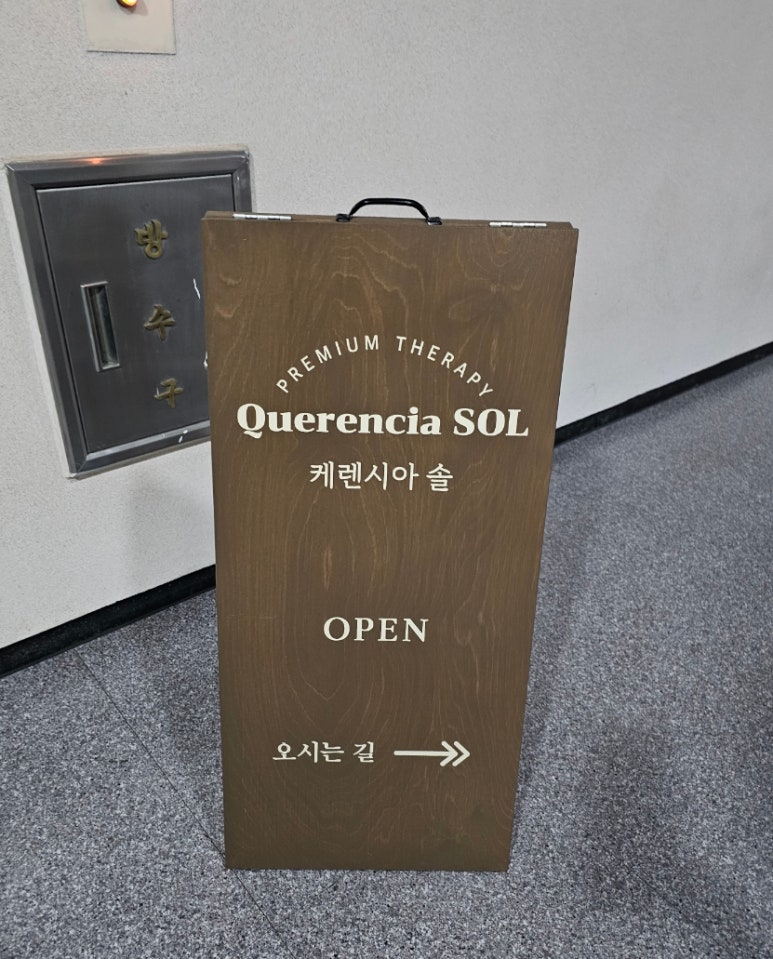 방수구
PREMIUM THERAPY
Querencia SOL
케렌시아 솔
OPEN
오시는 길